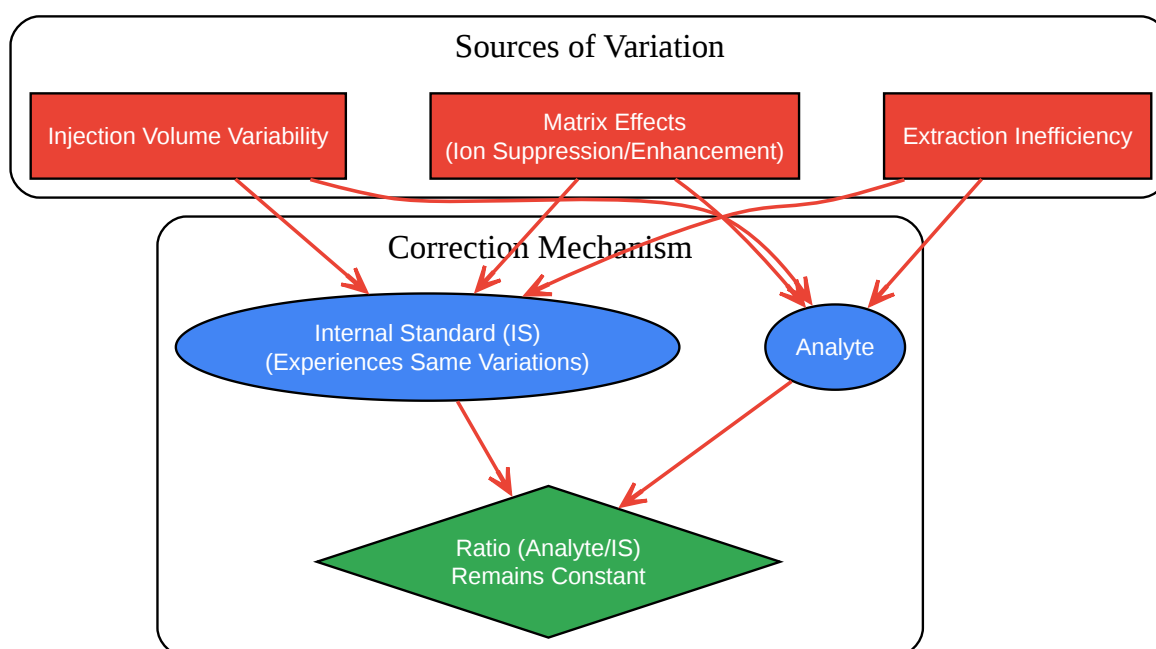 Sources of Variation
Injection Volume Variability
Matrix Effects
(Ion Suppression/Enhancement)
Extraction Inefficiency
Correction Mechanism
Internal Standard (IS)
(Experiences Same Variations)
Analyte
Ratio (Analyte/IS)
Remains Constant